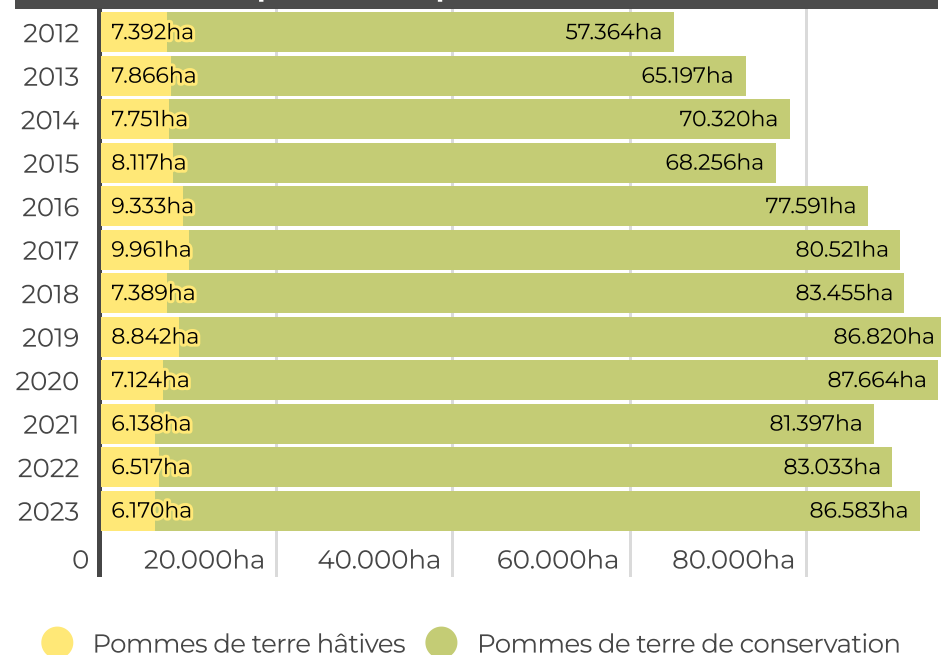 2012 7.392ha 57.364ha
2013 7.866ha 65.197ha
2014 7.751ha 70.320ha
2015 8.117ha 68.256ha
2016 9.333ha 77.591ha
2017 9.961ha 80.521ha
2018 7.389ha 83.455ha
2019 8.842ha 86.820ha
2020 7.124ha 87.664ha
2021 6.138ha 81.397ha
2022 6.517ha 83.033ha
2023 6.170ha 86.583ha
0 20.000ha 40.000ha 60.000ha 80.000ha
Pommes de terre hâtives Pommes de terre de conservation